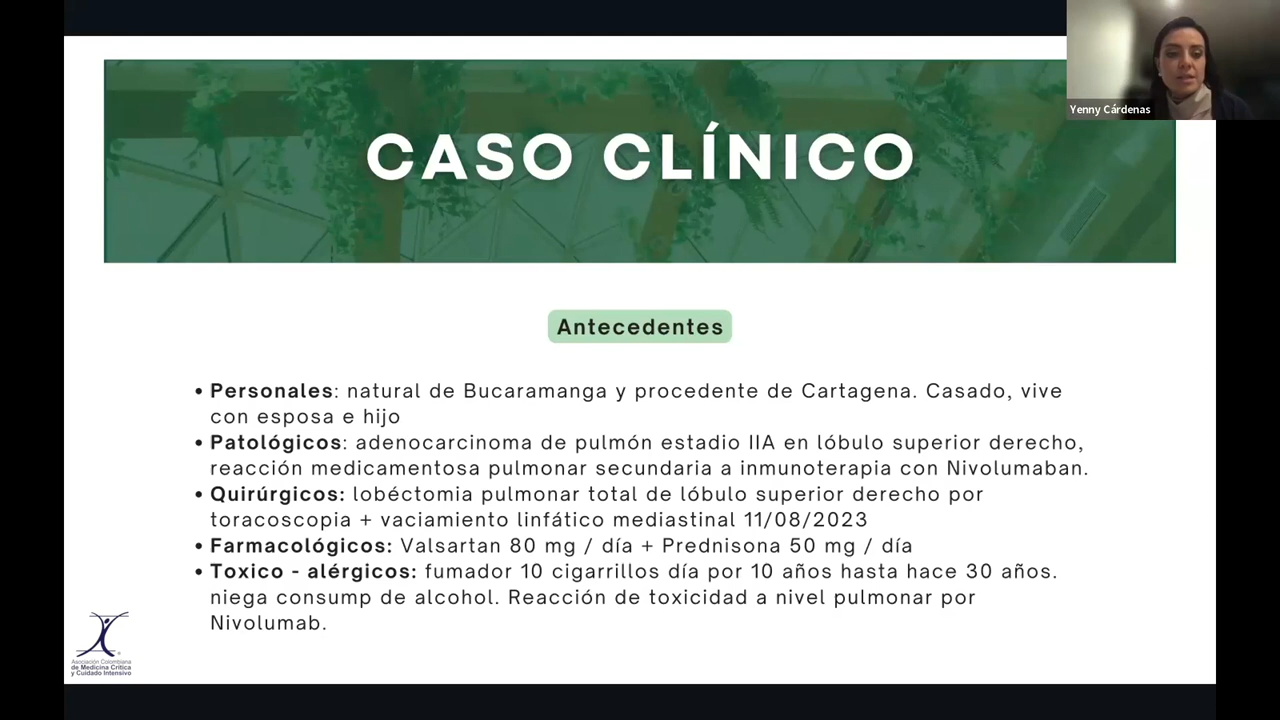 Yenny Cárdenas
CASO CLÍNICO
Antecedentes
• Personales: natural de Bucaramanga y procedente de Cartagena. Casado, vive
con esposa e hijo
• Patológicos: adenocarcinoma de pulmón estadio IIA en lóbulo superior derecho,
reacción medicamentosa pulmonar secundaria a inmunoterapia con Nivolumaban.
• Quirúrgicos: lobéctomia pulmonar total de lóbulo superior derecho por
toracoscopia + vaciamiento linfático mediastinal 11/08/2023
• Farmacológicos: Valsartan 80 mg / día + Prednisona 50 mg / día
• Toxico - alérgicos: fumador 10 cigarrillos día por 10 años hasta hace 30 años.
niega consump de alcohol. Reacción de toxicidad a nivel pulmonar por
Nivolumab.
Asociación Colombiana
de Medicina Crítica
y Cuidado Intensivo